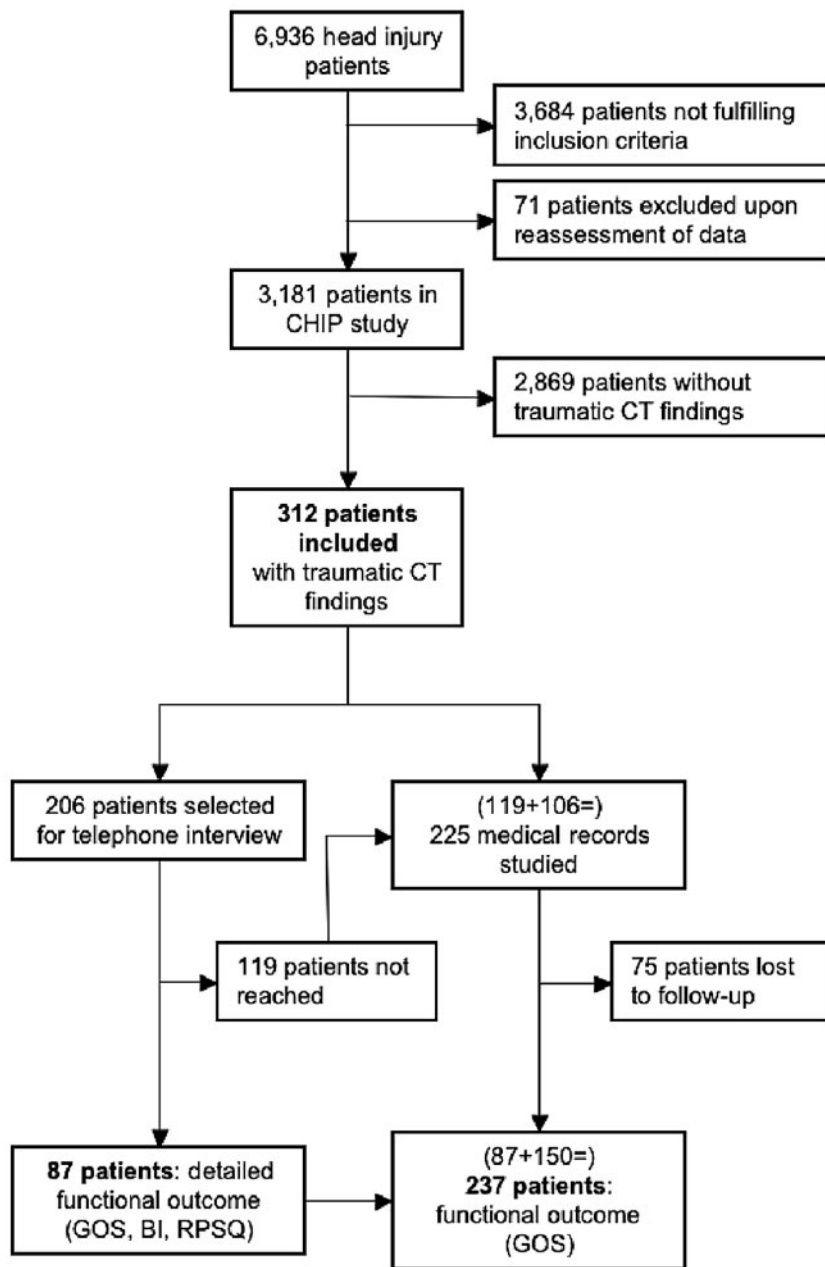 6,936 head injury
patients
3,684 patients not fulfilling
inclusion criteria
71 patients excluded upon
reassessment of data
3,181 patients in
CHIP study
2,869 patients without
traumatic CT findings
312 patients
included
with traumatic CT
findings
206 patients selected
for telephone interview
(119+106=)
225 medical records
studied
119 patients not
reached
75 patients lost
to follow-up
87 patients: detailed
functional outcome
(GOS, BI, RPSQ)
(87+150=)
237 patients:
functional outcome
(GOS)